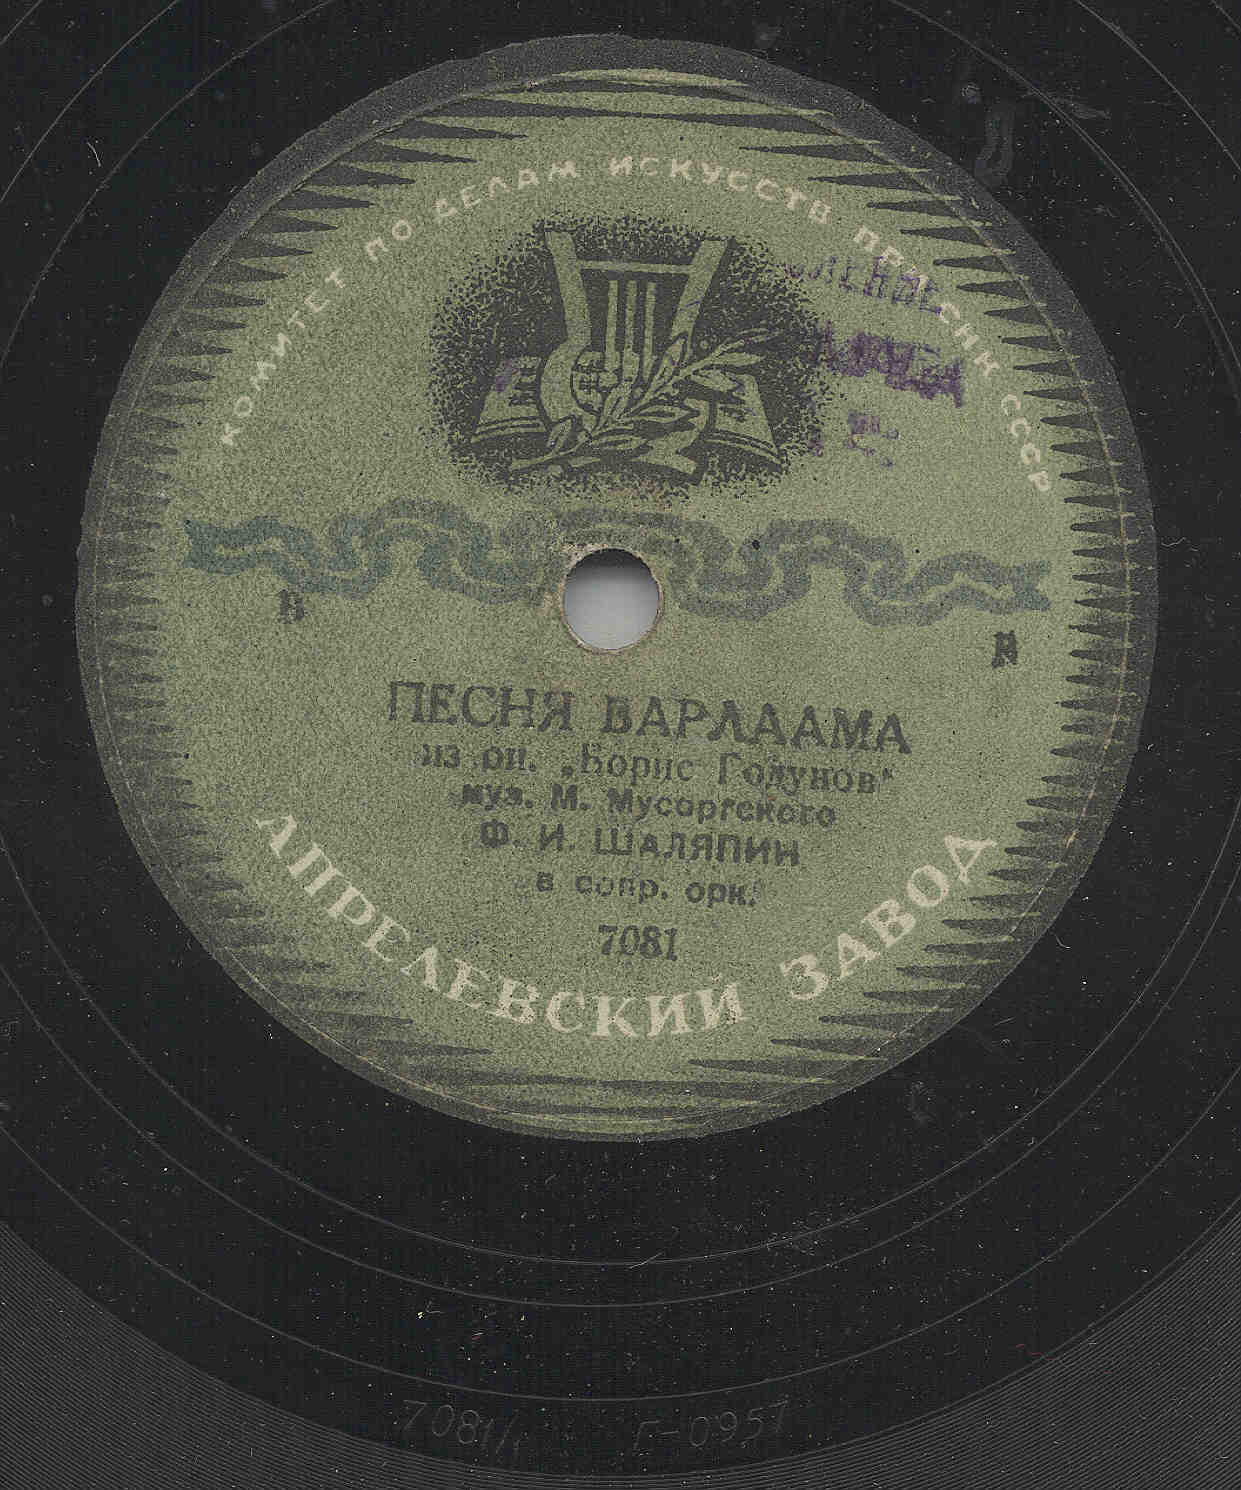 КОМИТЕТ ПО ДЕЛАМ ИСКУССТВ ПРИ СНК СССР
В
ПЕСНЯ ВАРЛААМА
из оп. „Борис Годунов“
муз. М. Мусоргского
Ф. И. ШАЛЯПИН
в сопр. орк.
7081
АПРЕЛЕВСКИЙ ЗАВОД
7081/1 Г-0957